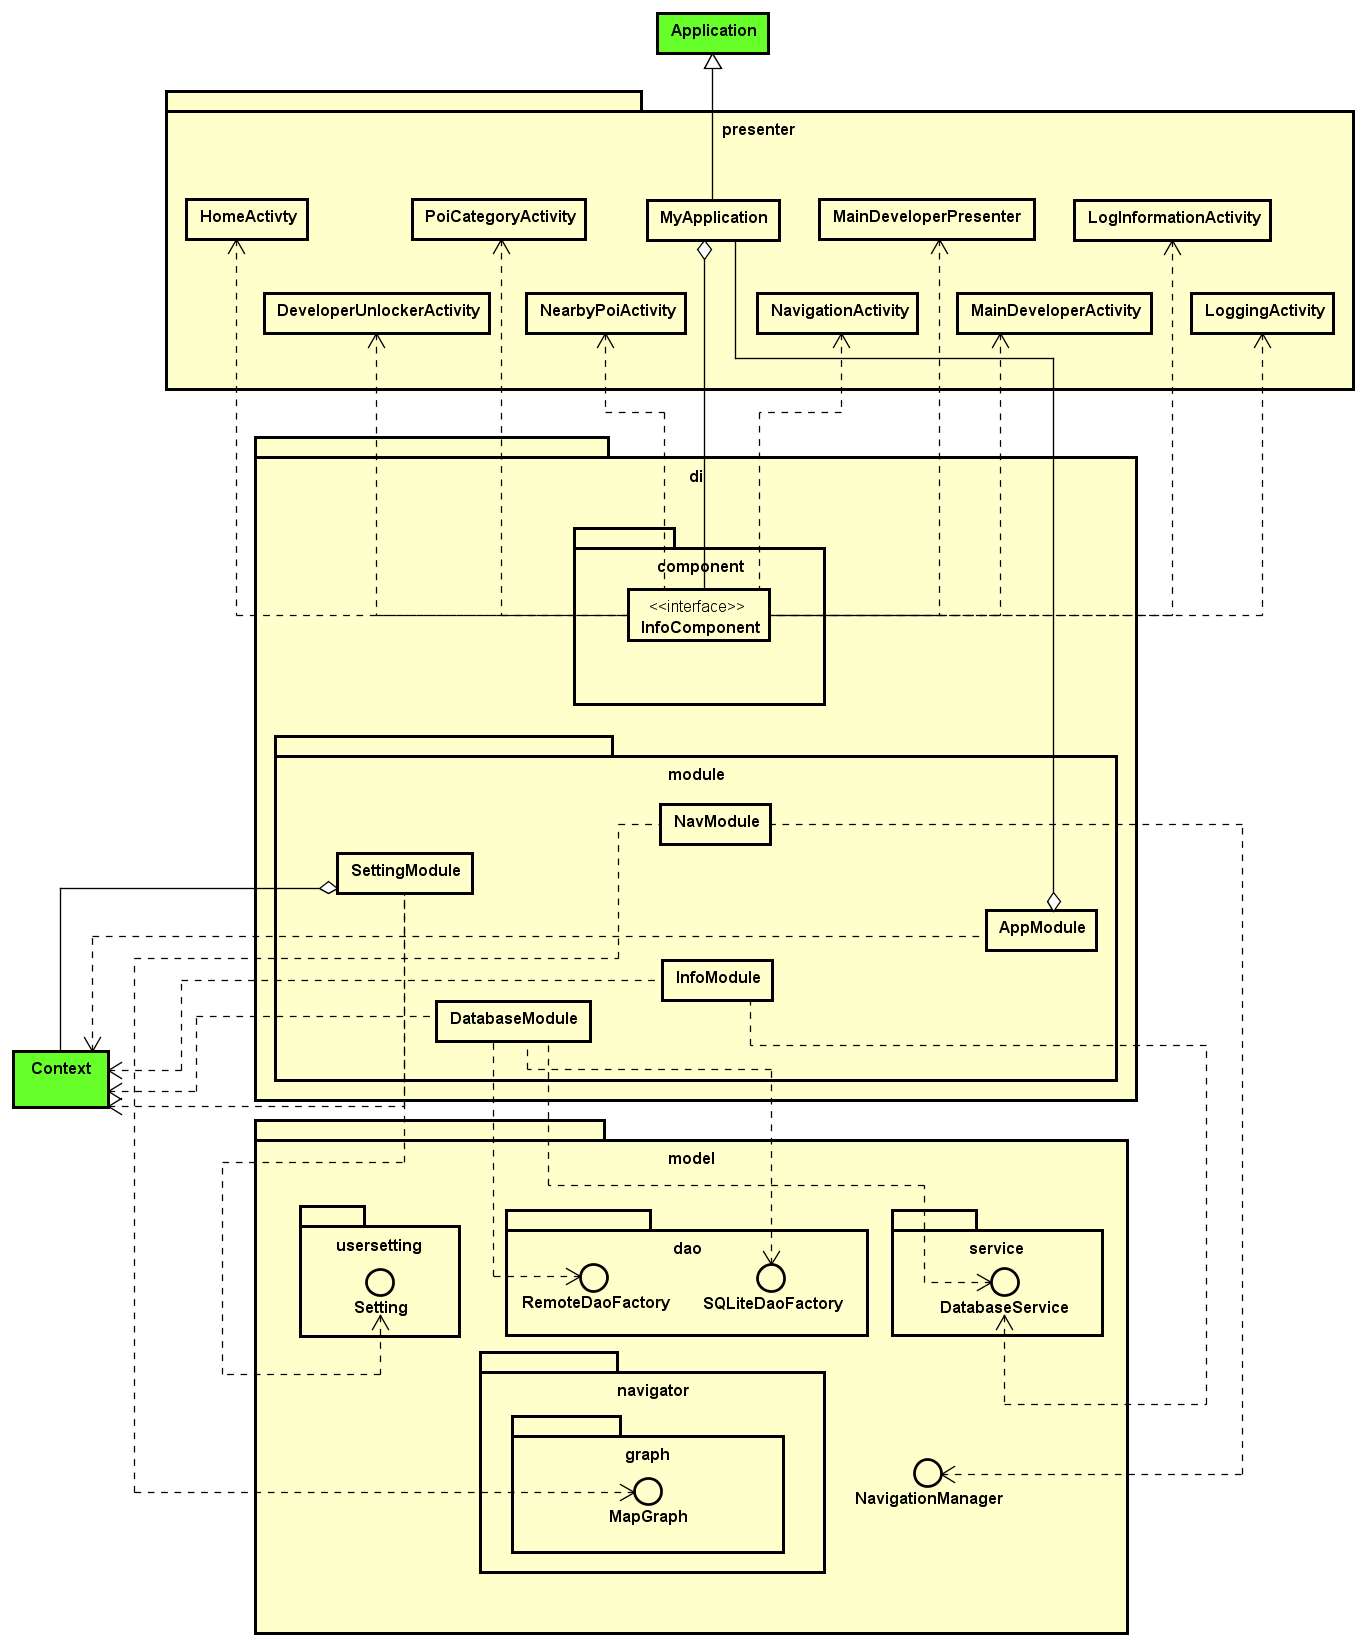 Application
presenter
HomeActivty
PoiCategoryActivity
MyApplication
MainDeveloperPresenter
LogInformationActivity
DeveloperUnlockerActivity
NearbyPoiActivity
NavigationActivity
MainDeveloperActivity
LoggingActivity
di
component
<<interface>>
InfoComponent
module
NavModule
SettingModule
AppModule
InfoModule
DatabaseModule
Context
model
usersetting
Setting
dao
RemoteDaoFactory
SQLiteDaoFactory
service
DatabaseService
navigator
graph
MapGraph
NavigationManager